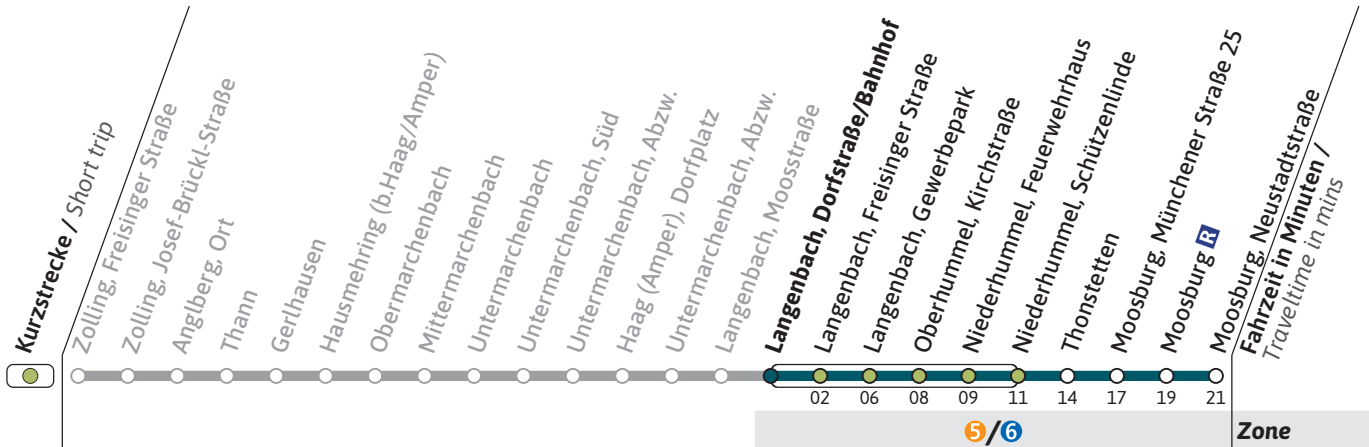 Kurzstrecke / Short trip
Zolling, Freisinger Straße
Zolling, Josef-Brückl-Straße
Anglberg, Ort
Thann
Gerlhausen
Hausmehring (b.Haag/Amper)
Obermarchenbach
Mittermarchenbach
Untermarchenbach
Untermarchenbach
Untermarchenbach, Süd
Untermarchenbach, Abzw.
Haag (Amper), Dorfplatz
Untermarchenbach, Abzw.
Langenbach, Moosstraße
Langenbach, Dorfstraße/Bahnhof
Langenbach, Freisinger Straße
Langenbach, Gewerbepark
Oberhummel, Kirchstraße
Niederhummel, Feuerwehrhaus
Niederhummel, Schützenlinde
Thonstetten
Moosburg, Münchener Straße 25
Moosburg R
Moosburg, Neustadtstraße
Fahrzeit in Minuten /
Traveltime in mins
02 06 08 09 11 14 17 19 21
5/6 Zone